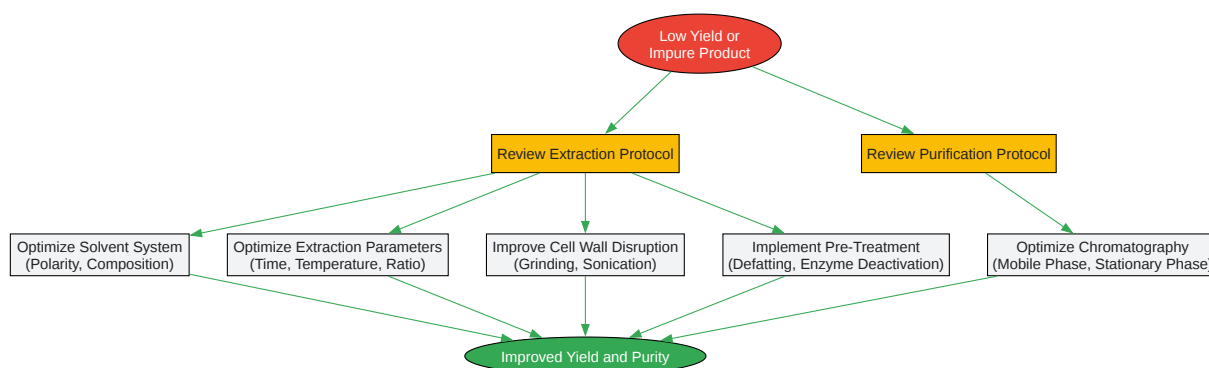 Low Yield or
Impure Product
Review Extraction Protocol
Review Purification Protocol
Optimize Solvent System
(Polarity, Composition)
Optimize Extraction Parameters
(Time, Temperature, Ratio)
Improve Cell Wall Disruption
(Grinding, Sonication)
Implement Pre-Treatment
(Defatting, Enzyme Deactivation)
Optimize Chromatography
(Mobile Phase, Stationary Phase)
Improved Yield and Purity